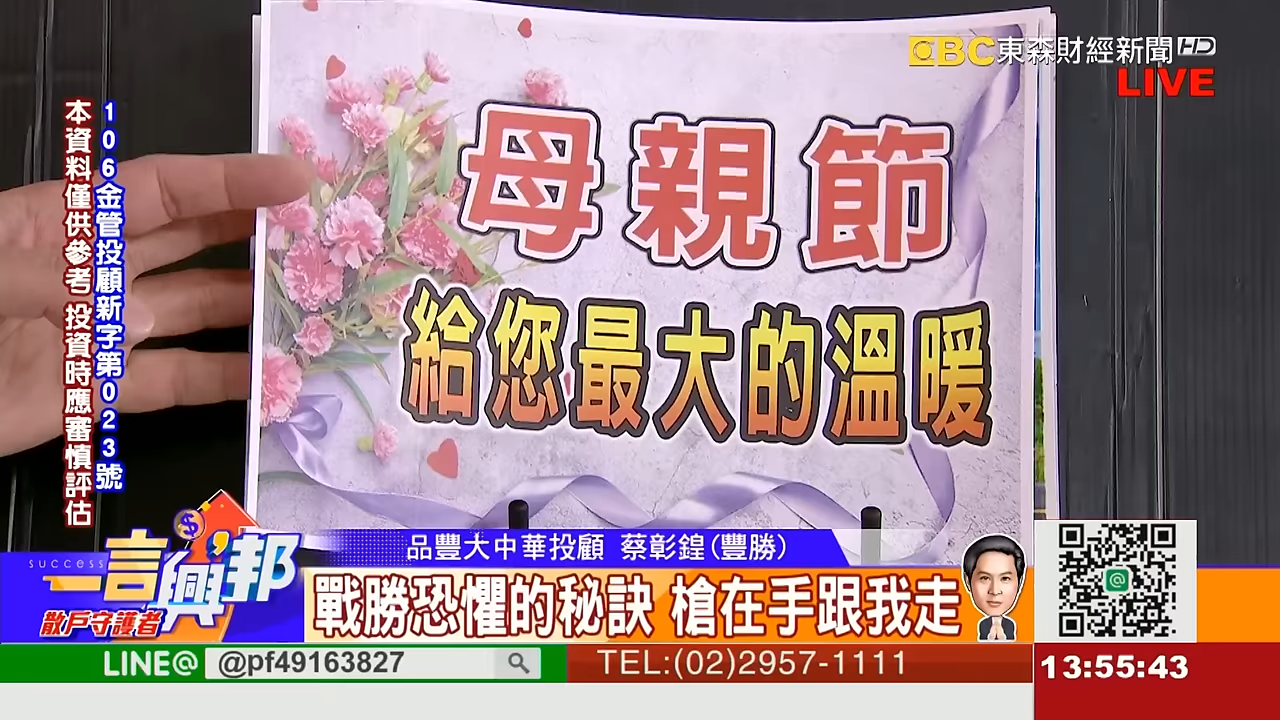 EBC東森財經新聞HD
LIVE
106金管投顧新字第023號
本資料僅供參考 投資時應審慎評估
母親節
給您最大的溫暖
品豐大中華投顧 蔡彰鍠(豐勝)
SUCCESS
一言興邦
散戶守護者
戰勝恐懼的秘訣 槍在手跟我走
LINE@ @pf49163827
TEL:(02)2957-1111
13:55:43